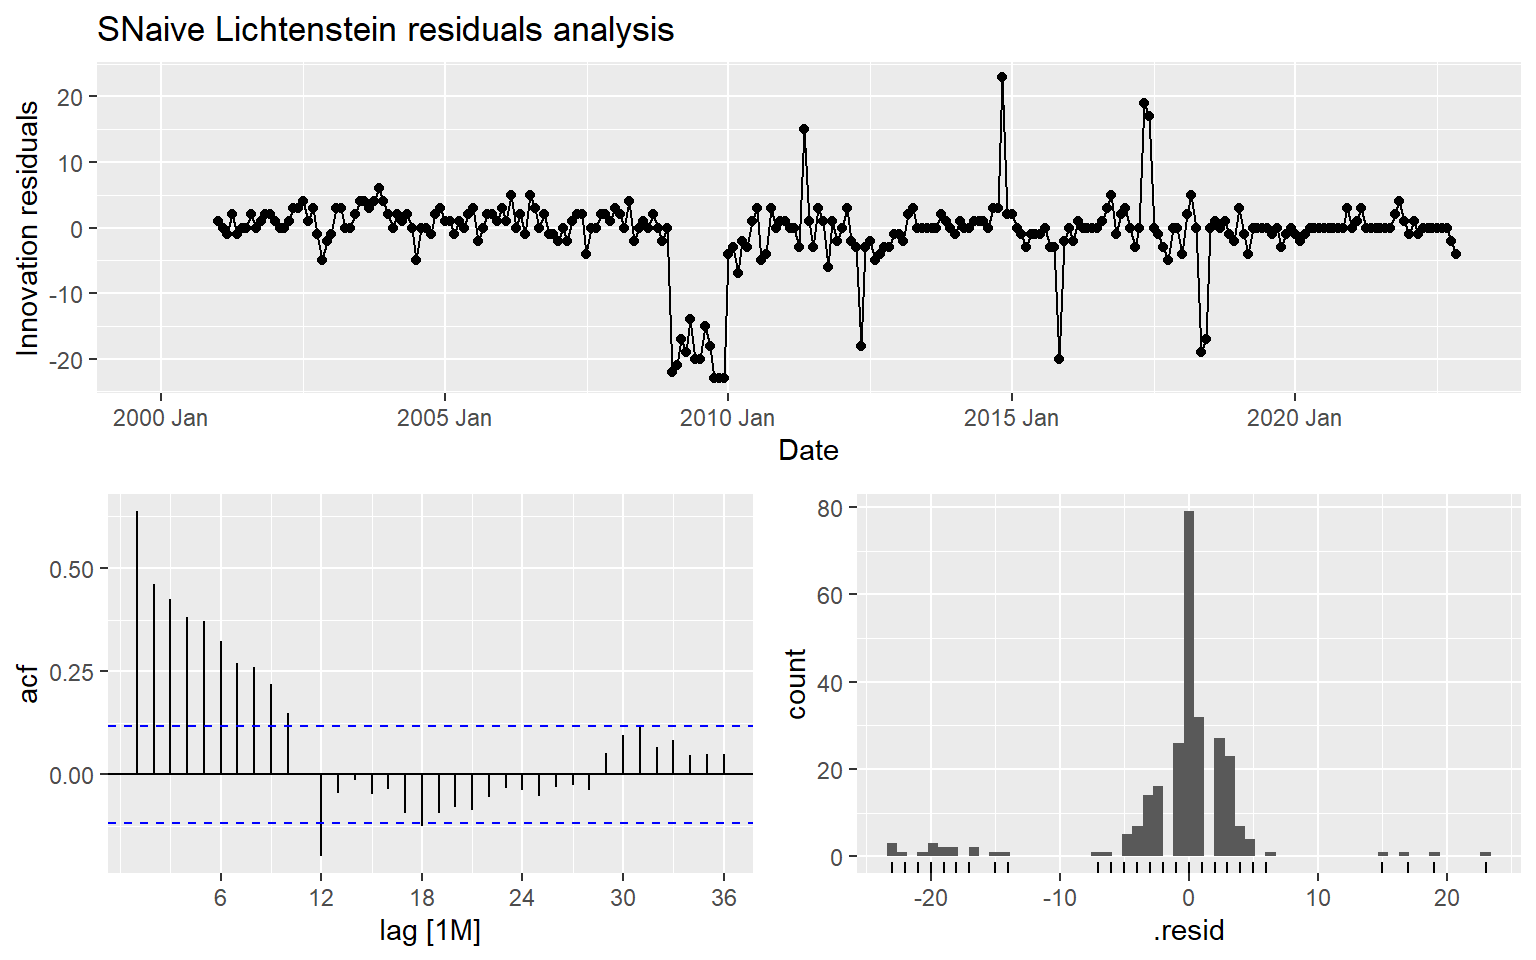 SNaive Lichtenstein residuals analysis
Innovation residuals
20
10
0
-10
-20
2000 Jan 2005 Jan 2010 Jan 2015 Jan 2020 Jan
Date
acf
0.50
0.25
0.00
6 12 18 24 30 36
lag [1M]
count
80
60
40
20
0
-20 -10 0 10 20
.resid